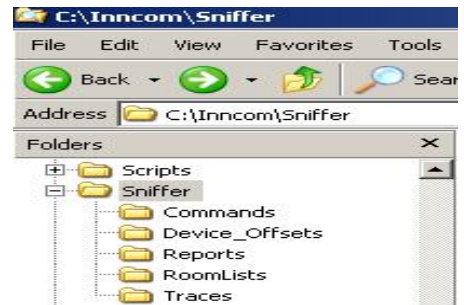 C:\Inncom\Sniffer
File Edit View Favorites Tools
Back
Address C:\Inncom\Sniffer
Folders
Scripts
Sniffer
Commands
Device_Offsets
Reports
RoomLists
Traces